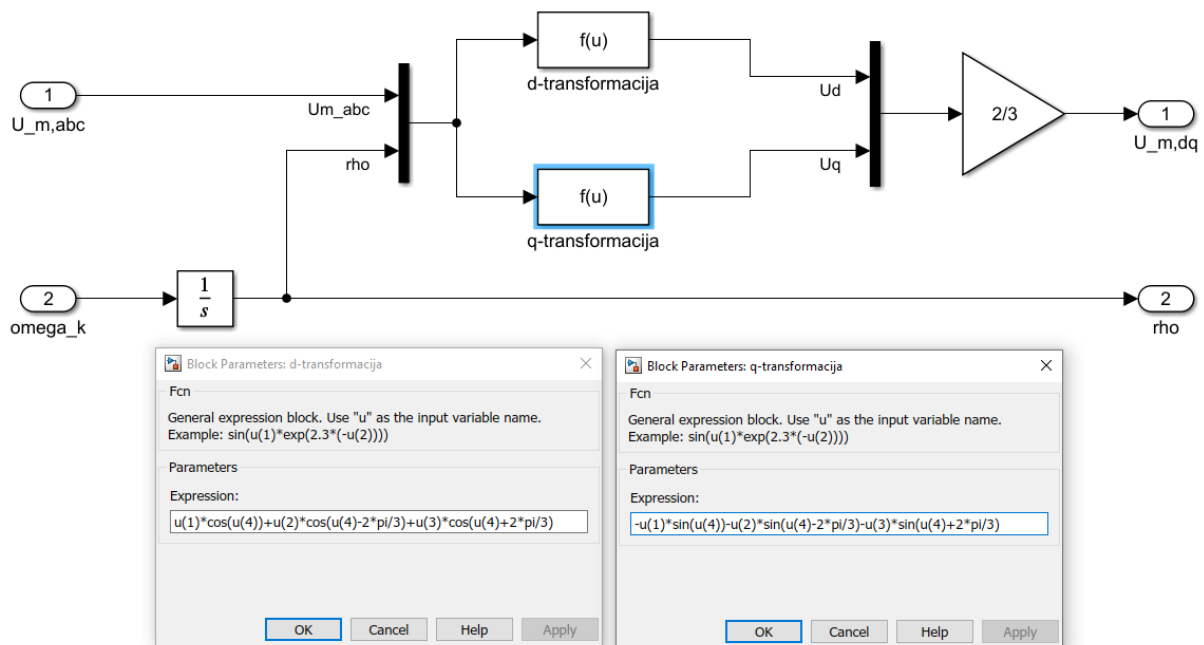 f(u)
d-transformacija
1
U_m,abc
Um_abc
rho
Ud
Uq
2/3
1
U_m,dq
f(u)
q-transformacija
2
omega_k
1
s
2
rho
Block Parameters: d-transformacija
Fcn
General expression block. Use "u" as the input variable name.
Example: sin(u(1)*exp(2.3*(-u(2))))
Parameters
Expression:
u(1)*cos(u(4))+u(2)*cos(u(4)-2*pi/3)+u(3)*cos(u(4)+2*pi/3)
OK Cancel Help Apply
Block Parameters: q-transformacija
Fcn
General expression block. Use "u" as the input variable name.
Example: sin(u(1)*exp(2.3*(-u(2))))
Parameters
Expression:
-u(1)*sin(u(4))-u(2)*sin(u(4)-2*pi/3)-u(3)*sin(u(4)+2*pi/3)
OK Cancel Help Apply